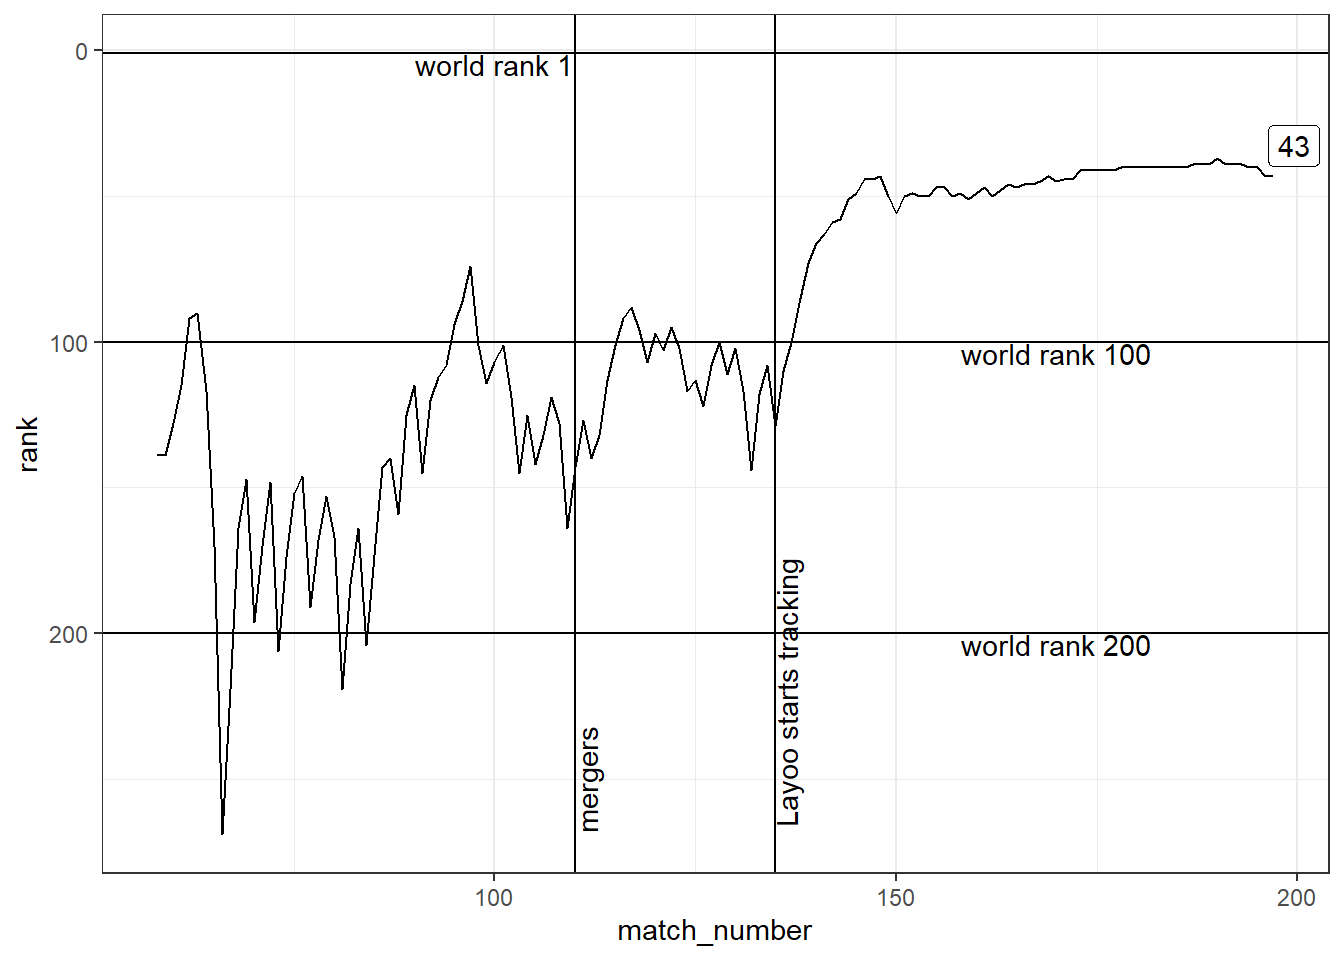 0
world rank 1
43
100
world rank 100
rank
200
world rank 200
mergers
Layoo starts tracking
100
150
200
match_number